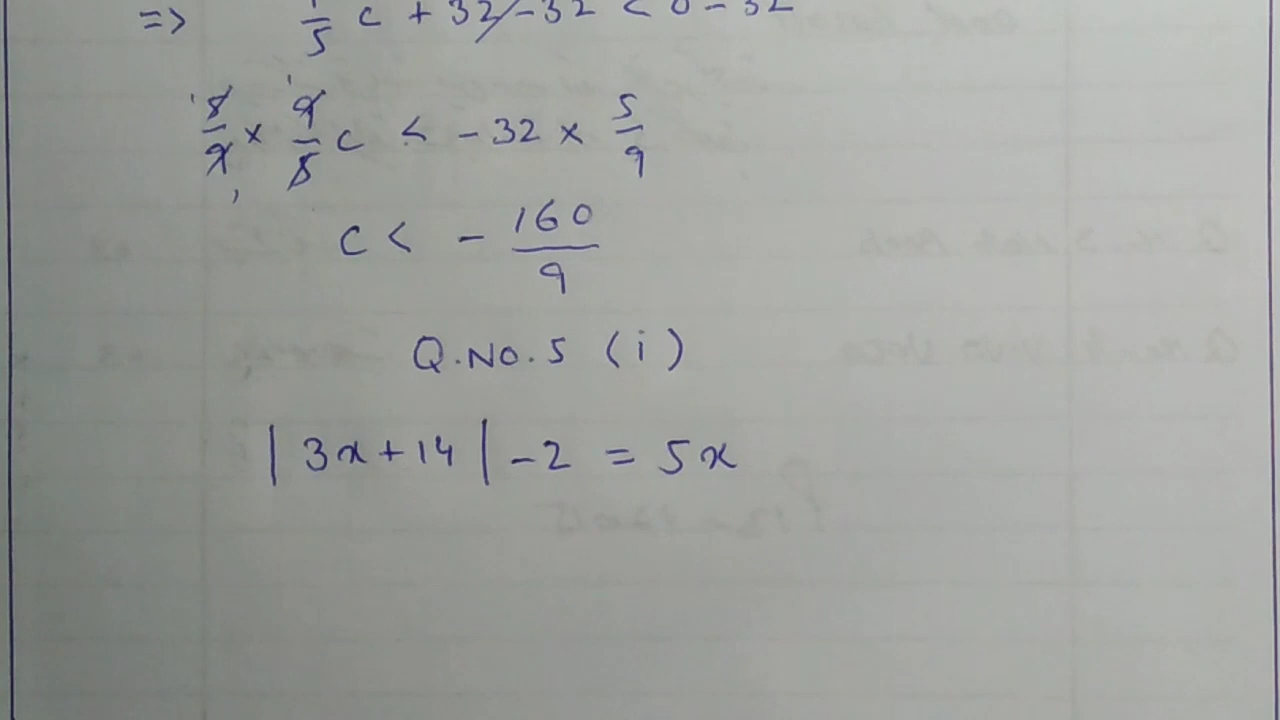 => 9/5 c + 32 - 32 < 0 - 32
5/9 × 9/5 c < - 32 × 5/9
c < - 160/9
Q.No.5 (i)
|3x+14| -2 = 5x